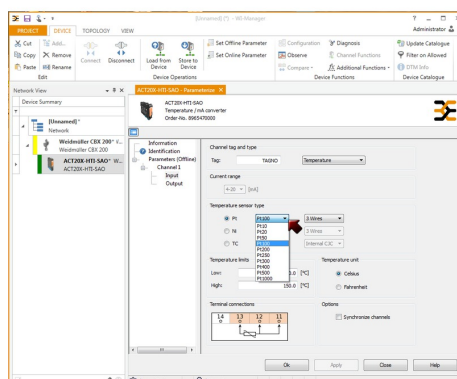 [Unnamed] (*) - WI-Manager
PROJECT DEVICE TOPOLOGY VIEW
Administrator
Cut Add...
Copy Remove
Paste Rename
Connect Disconnect
Load from Device Store to Device
Set Offline Parameter
Set Online Parameter
Configuration Diagnosis
Observe Channel Functions
Compare Additional Functions
Update Catalogue
Filter on Allowed
DTM Info
Edit Device Operations Device Functions Device Catalogue
Network View
ACT20X-HTI-SAO - Parameterize
Device Summary
[Unnamed]*
Network
Weidmüller CBX 200*
Weidmüller CBX 200
ACT20X-HTI-SAO* W...
ACT20X-HTI-SAO
ACT20X-HTI-SAO
Temperature / mA converter
Order-No. 8965470000
Information
Identification
Parameters (Offline)
Channel 1
Input
Output
Channel tag and type
Tag: TAGNO Temperature
Current range
4-20 [mA]
Temperature sensor type
Pt Pt100 3 Wires
Ni 3 Wires
TC Internal CJC
Pt10
Pt20
Pt50
Pt100
Pt200
Pt250
Pt300
Pt400
Pt500
Pt1000
Temperature limits
Low: 0.0 [°C]
High: 150.0 [°C]
Temperature unit
Celsius
Fahrenheit
Terminal connections
14 13 12 11
Options
Synchronize channels
Ok Apply Close Help